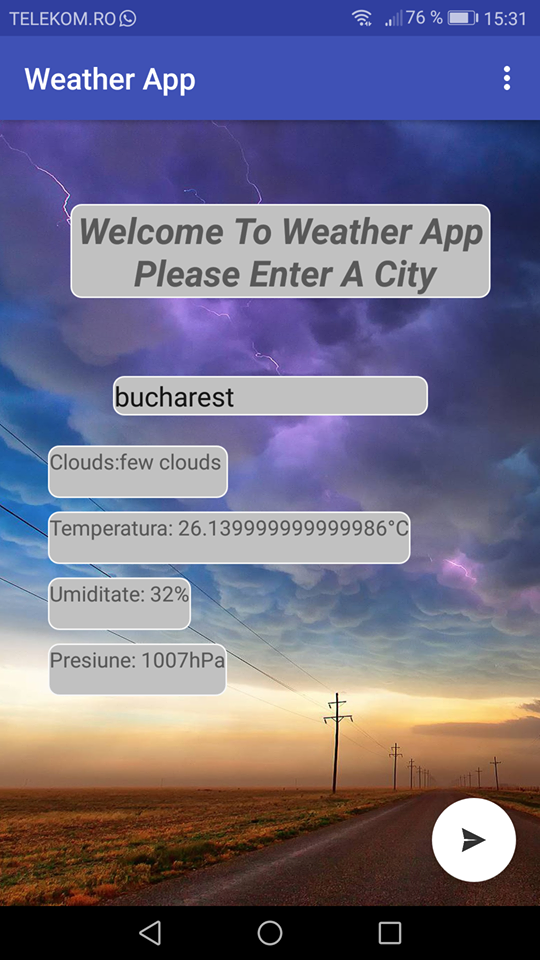 TELEKOM.RO 76 % 15:31
Weather App
Welcome To Weather App
Please Enter A City
bucharest
Clouds:few clouds
Temperatura: 26.139999999999986°C
Umiditate: 32%
Presiune: 1007hPa